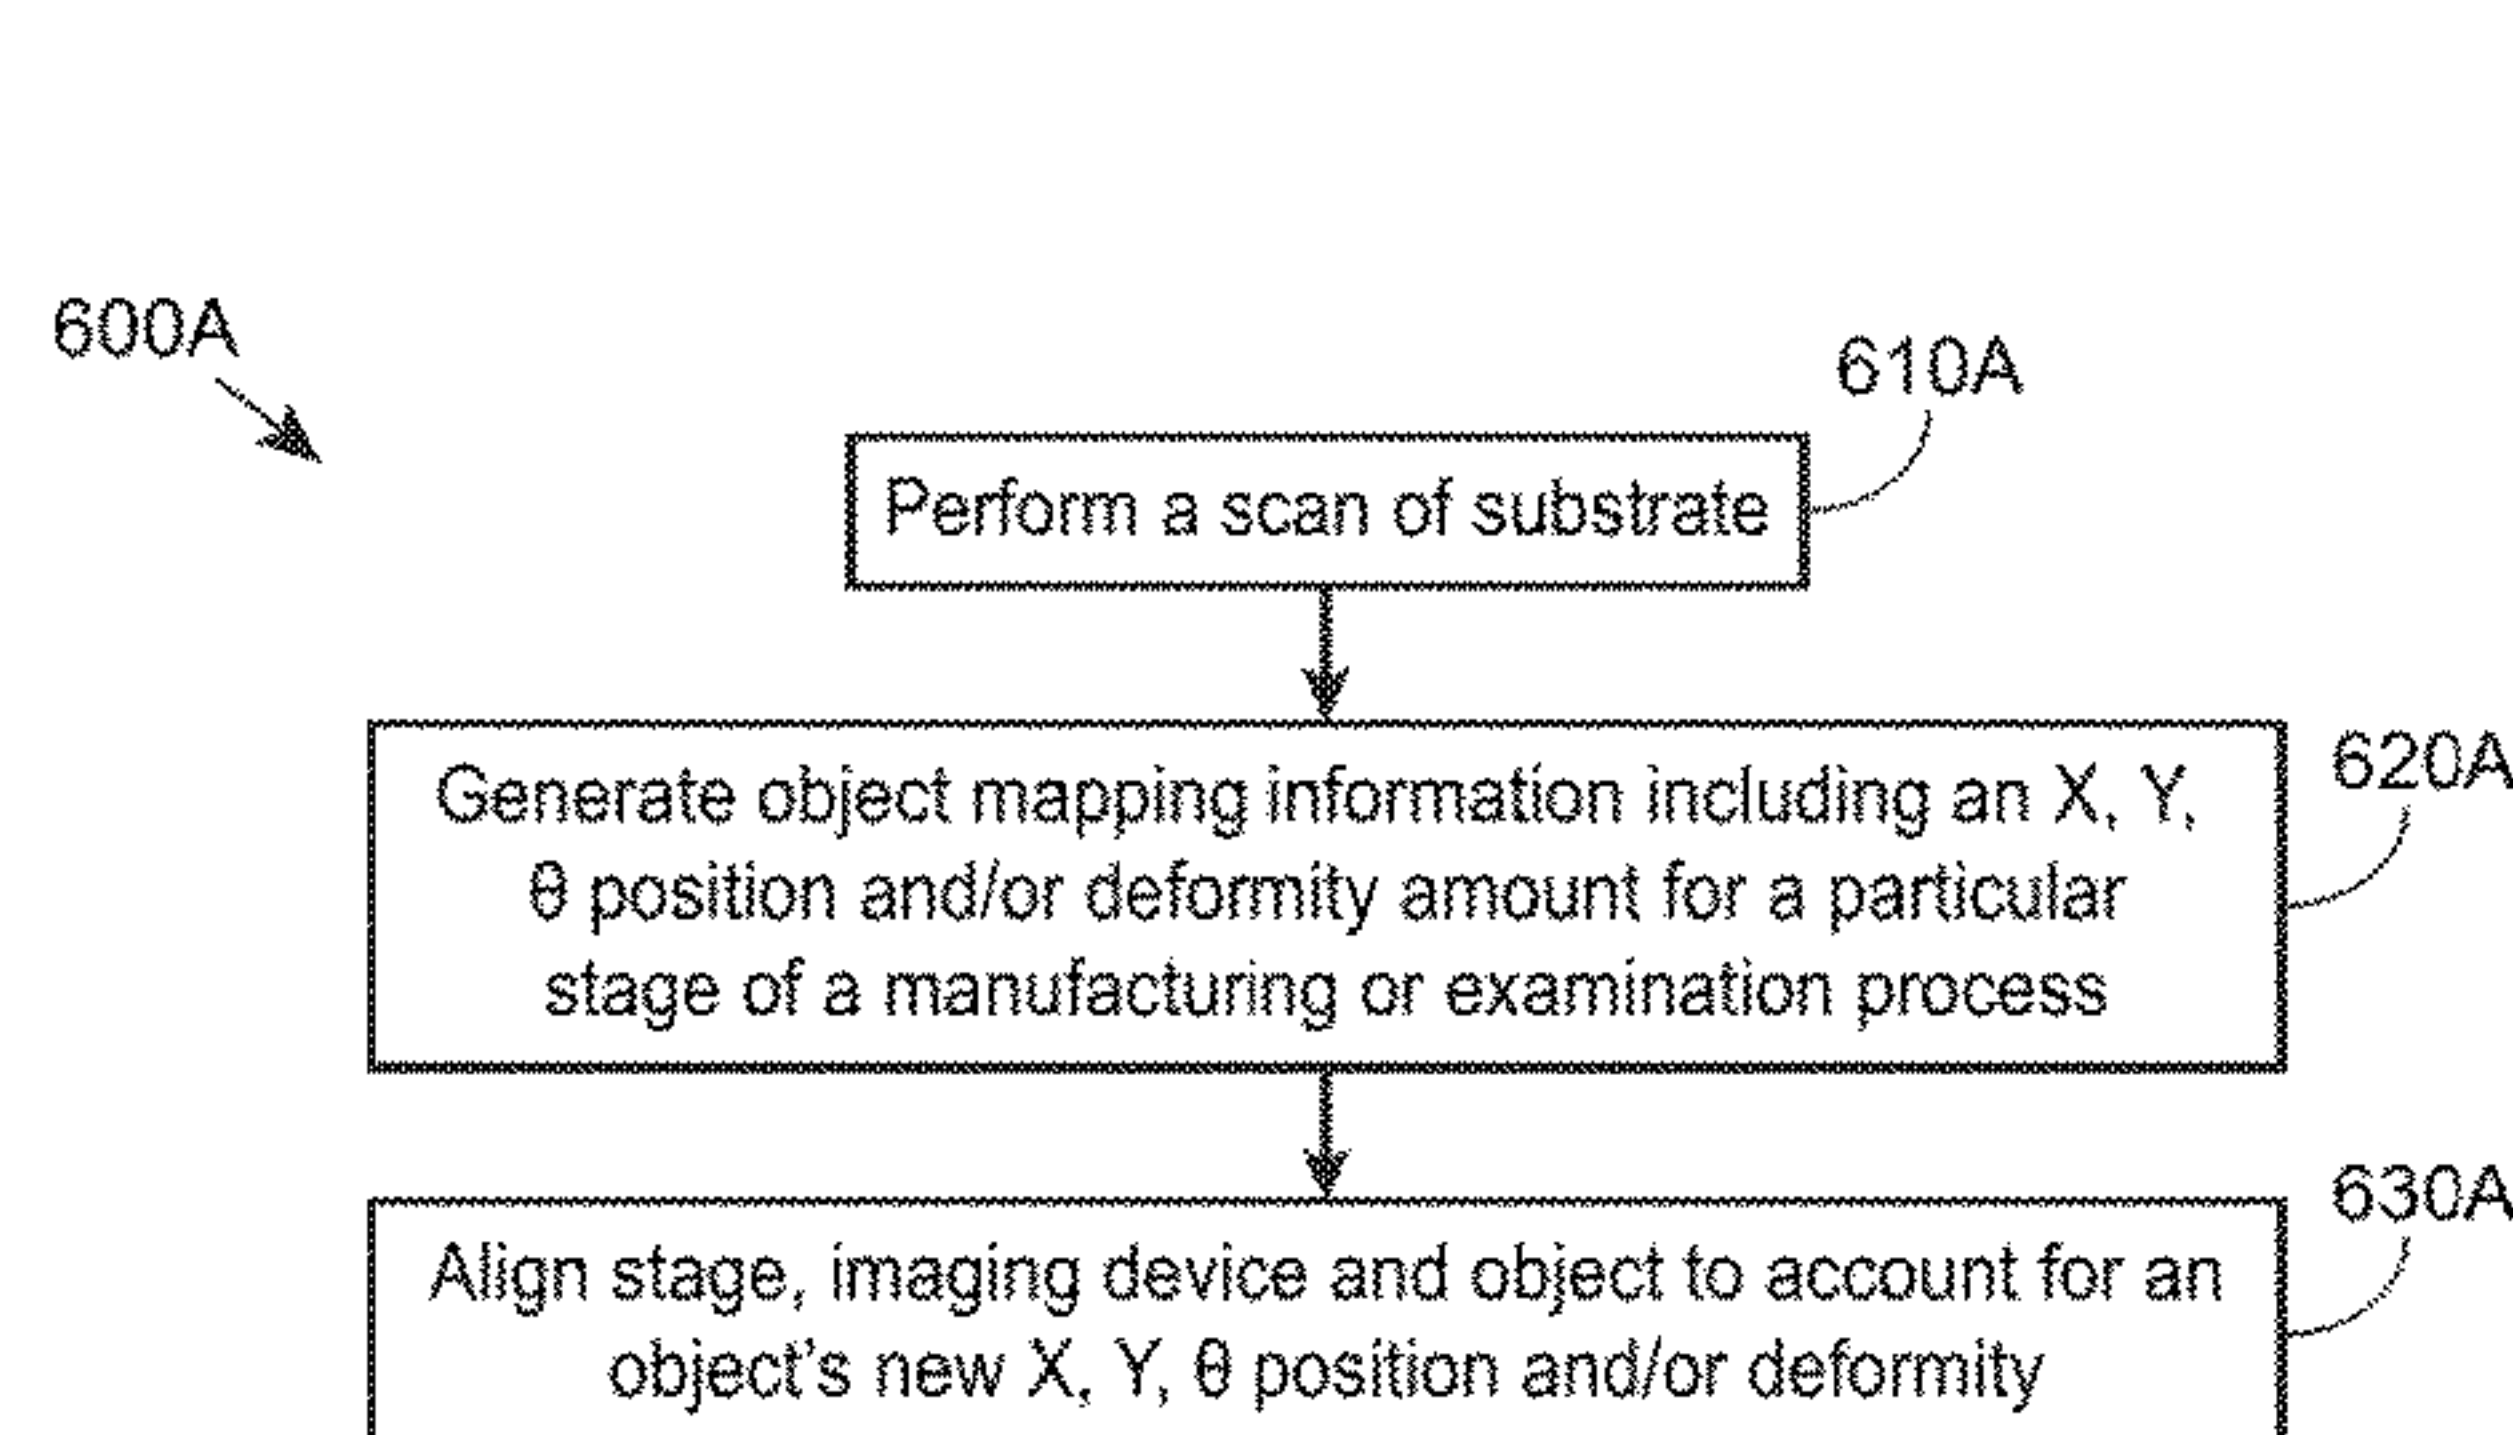 600A
610A
Perform a scan of substrate
620A
Generate object mapping information including an X, Y,
θ position and/or deformity amount for a particular
stage of a manufacturing or examination process
630A
Align stage, imaging device and object to account for an
object's new X, Y, θ position and/or deformity